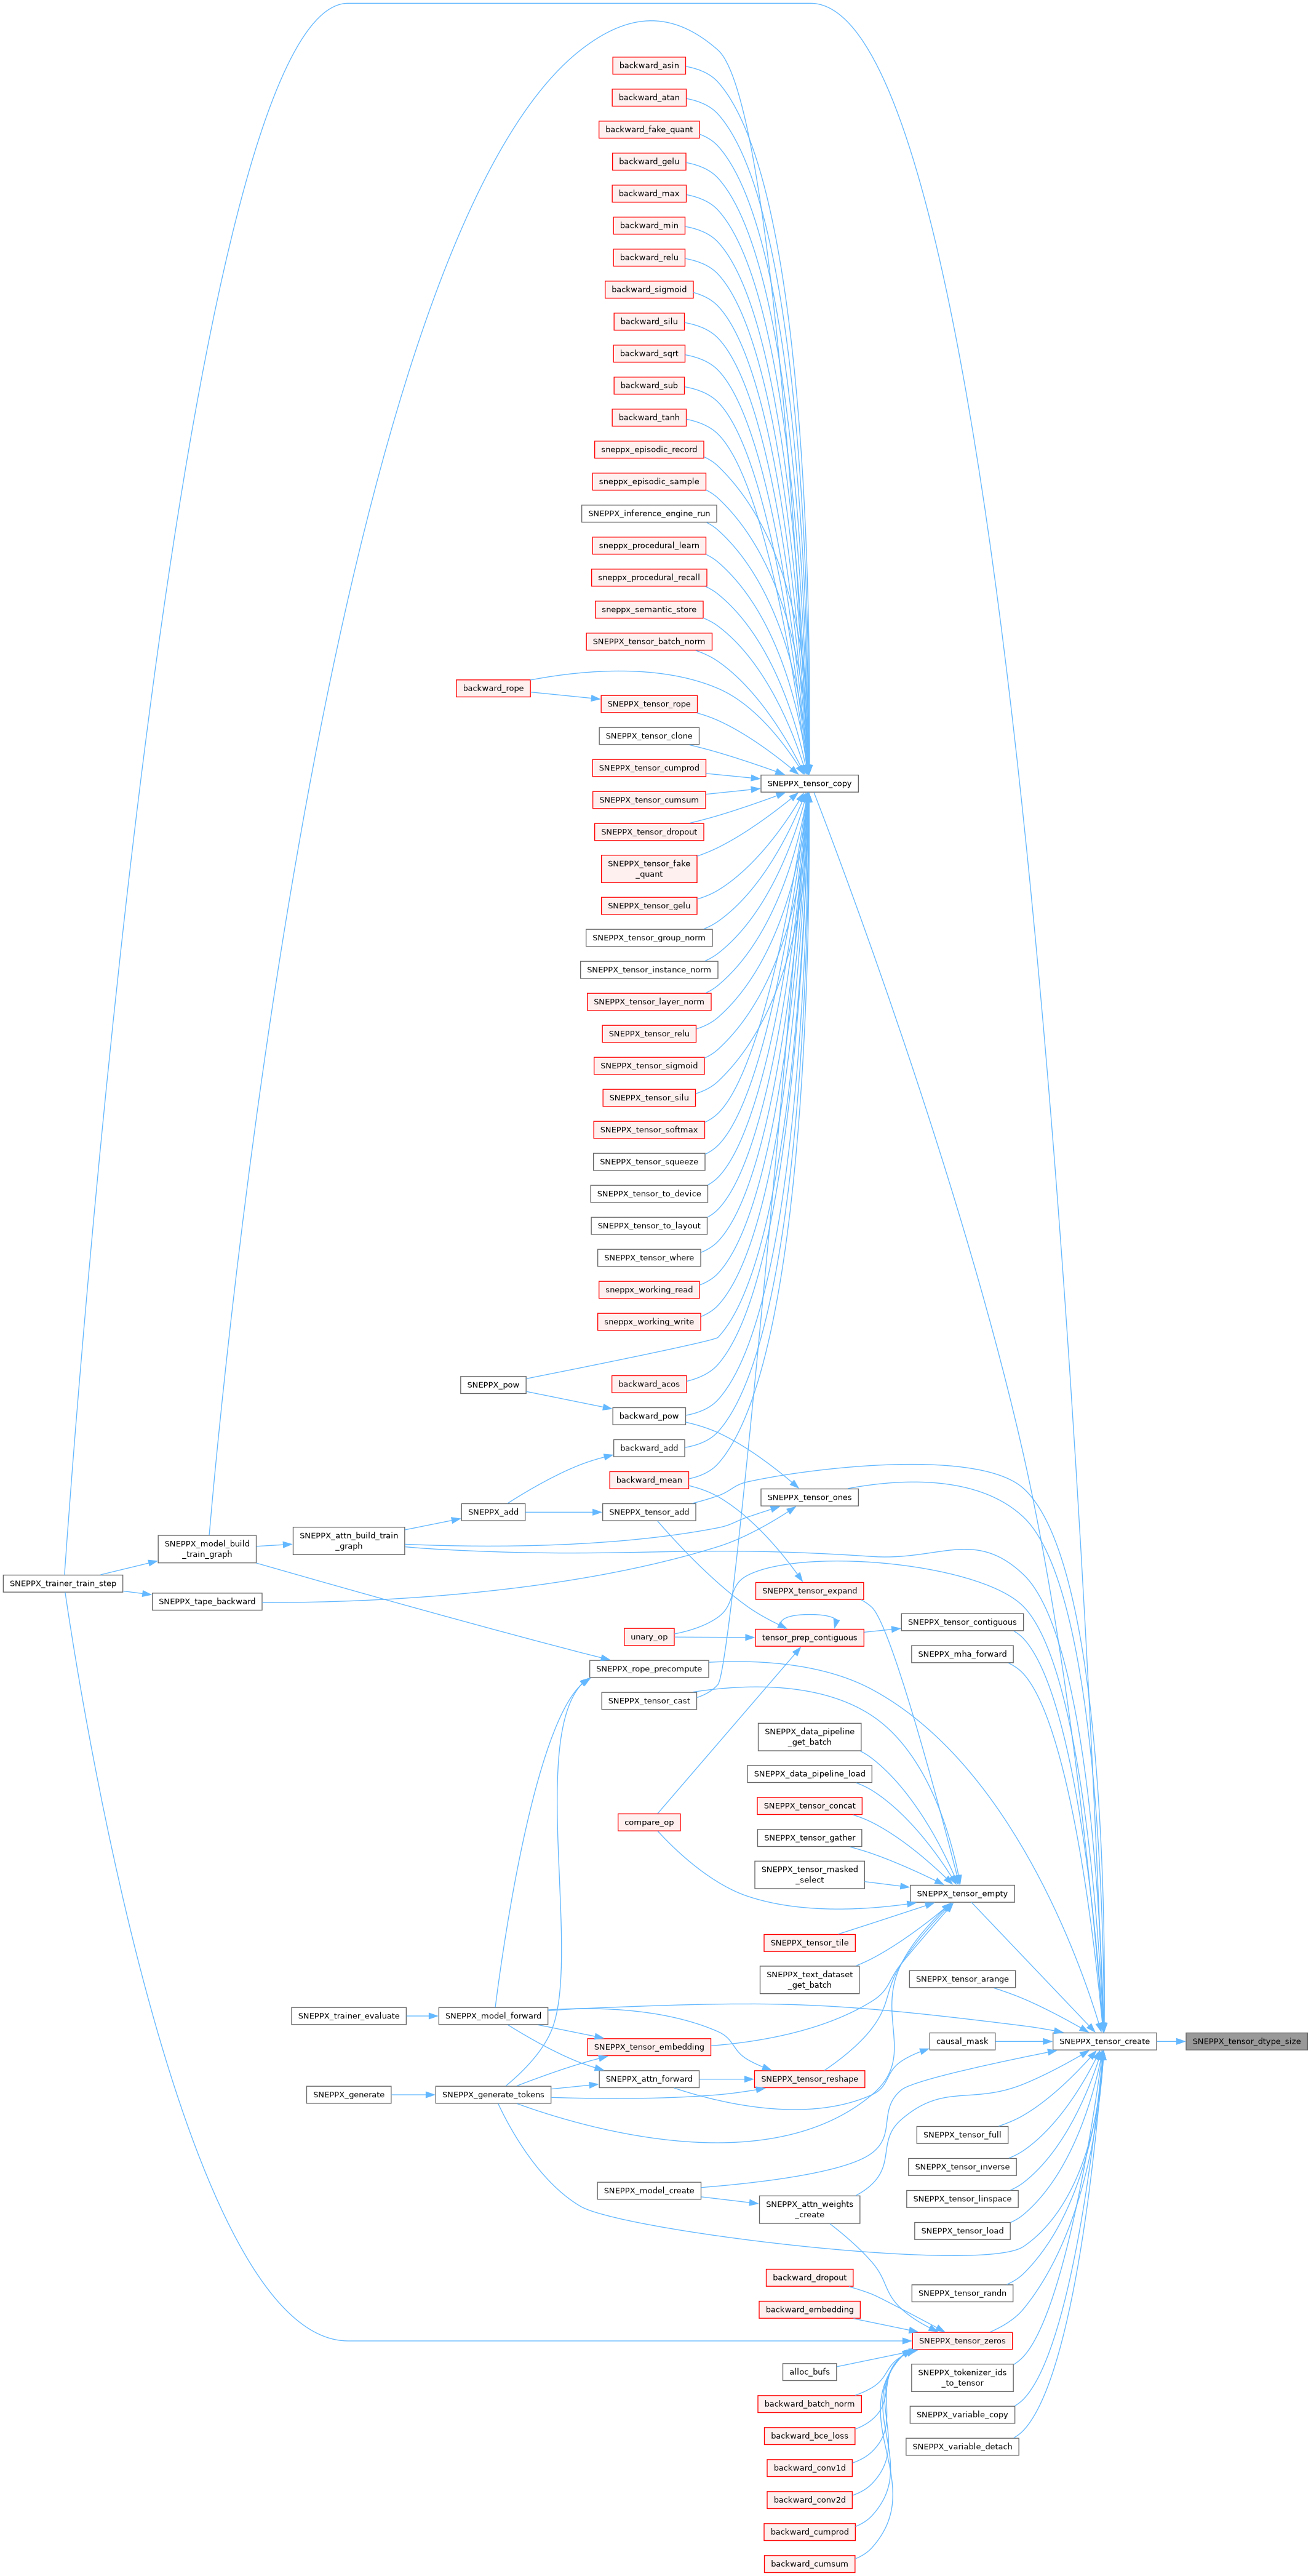 backward_asin
backward_atan
backward_fake_quant
backward_gelu
backward_max
backward_min
backward_relu
backward_sigmoid
backward_silu
backward_sqrt
backward_sub
backward_tanh
sneppx_episodic_record
sneppx_episodic_sample
SNEPPX_inference_engine_run
sneppx_procedural_learn
sneppx_procedural_recall
sneppx_semantic_store
SNEPPX_tensor_batch_norm
backward_rope
SNEPPX_tensor_rope
SNEPPX_tensor_clone
SNEPPX_tensor_cumprod
SNEPPX_tensor_copy
SNEPPX_tensor_cumsum
SNEPPX_tensor_dropout
SNEPPX_tensor_fake
_quant
SNEPPX_tensor_gelu
SNEPPX_tensor_group_norm
SNEPPX_tensor_instance_norm
SNEPPX_tensor_layer_norm
SNEPPX_tensor_relu
SNEPPX_tensor_sigmoid
SNEPPX_tensor_silu
SNEPPX_tensor_softmax
SNEPPX_tensor_squeeze
SNEPPX_tensor_to_device
SNEPPX_tensor_to_layout
SNEPPX_tensor_where
sneppx_working_read
sneppx_working_write
SNEPPX_pow
backward_acos
backward_pow
backward_add
backward_mean
SNEPPX_tensor_ones
SNEPPX_add
SNEPPX_tensor_add
SNEPPX_attn_build_train
_graph
SNEPPX_model_build
_train_graph
SNEPPX_trainer_train_step
SNEPPX_tape_backward
SNEPPX_tensor_expand
SNEPPX_tensor_contiguous
unary_op
tensor_prep_contiguous
SNEPPX_mha_forward
SNEPPX_rope_precompute
SNEPPX_tensor_cast
SNEPPX_data_pipeline
_get_batch
SNEPPX_data_pipeline_load
SNEPPX_tensor_concat
compare_op
SNEPPX_tensor_gather
SNEPPX_tensor_masked
_select
SNEPPX_tensor_empty
SNEPPX_tensor_tile
SNEPPX_text_dataset
_get_batch
SNEPPX_tensor_arange
SNEPPX_trainer_evaluate
SNEPPX_model_forward
causal_mask
SNEPPX_tensor_create
SNEPPX_tensor_dtype_size
SNEPPX_tensor_embedding
SNEPPX_attn_forward
SNEPPX_tensor_reshape
SNEPPX_generate
SNEPPX_generate_tokens
SNEPPX_tensor_full
SNEPPX_tensor_inverse
SNEPPX_model_create
SNEPPX_attn_weights
_create
SNEPPX_tensor_linspace
SNEPPX_tensor_load
backward_dropout
SNEPPX_tensor_randn
backward_embedding
SNEPPX_tensor_zeros
alloc_bufs
SNEPPX_tokenizer_ids
_to_tensor
backward_batch_norm
SNEPPX_variable_copy
backward_bce_loss
SNEPPX_variable_detach
backward_conv1d
backward_conv2d
backward_cumprod
backward_cumsum